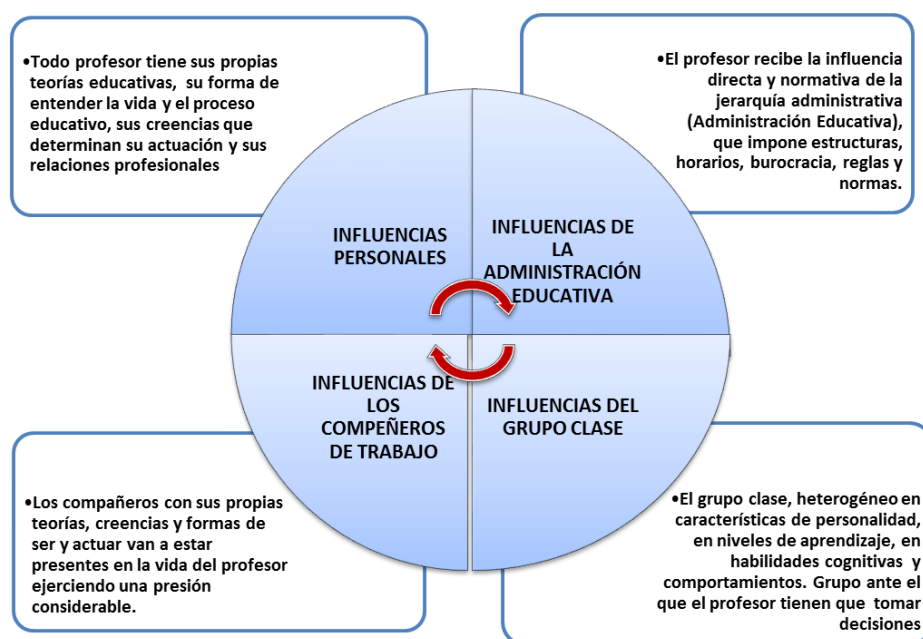 •Todo profesor tiene sus propias
teorías educativas, su forma de
entender la vida y el proceso
educativo, sus creencias que
determinan su actuación y sus
relaciones profesionales
•El profesor recibe la influencia
directa y normativa de la
jerarquía administrativa
(Administración Educativa),
que impone estructuras,
horarios, burocracia, reglas y
normas.
INFLUENCIAS
PERSONALES
INFLUENCIAS DE
LA
ADMINISTRACIÓN
EDUCATIVA
INFLUENCIAS DE
LOS
COMPEÑEROS
DE TRABAJO
INFLUENCIAS DEL
GRUPO CLASE
•Los compañeros con sus propias
teorías, creencias y formas de
ser y actuar van a estar
presentes en la vida del profesor
ejerciendo una presión
considerable.
•El grupo clase, heterogéneo en
características de personalidad,
en niveles de aprendizaje, en
habilidades cognitivas y
comportamientos. Grupo ante el
que el profesor tienen que tomar
decisiones